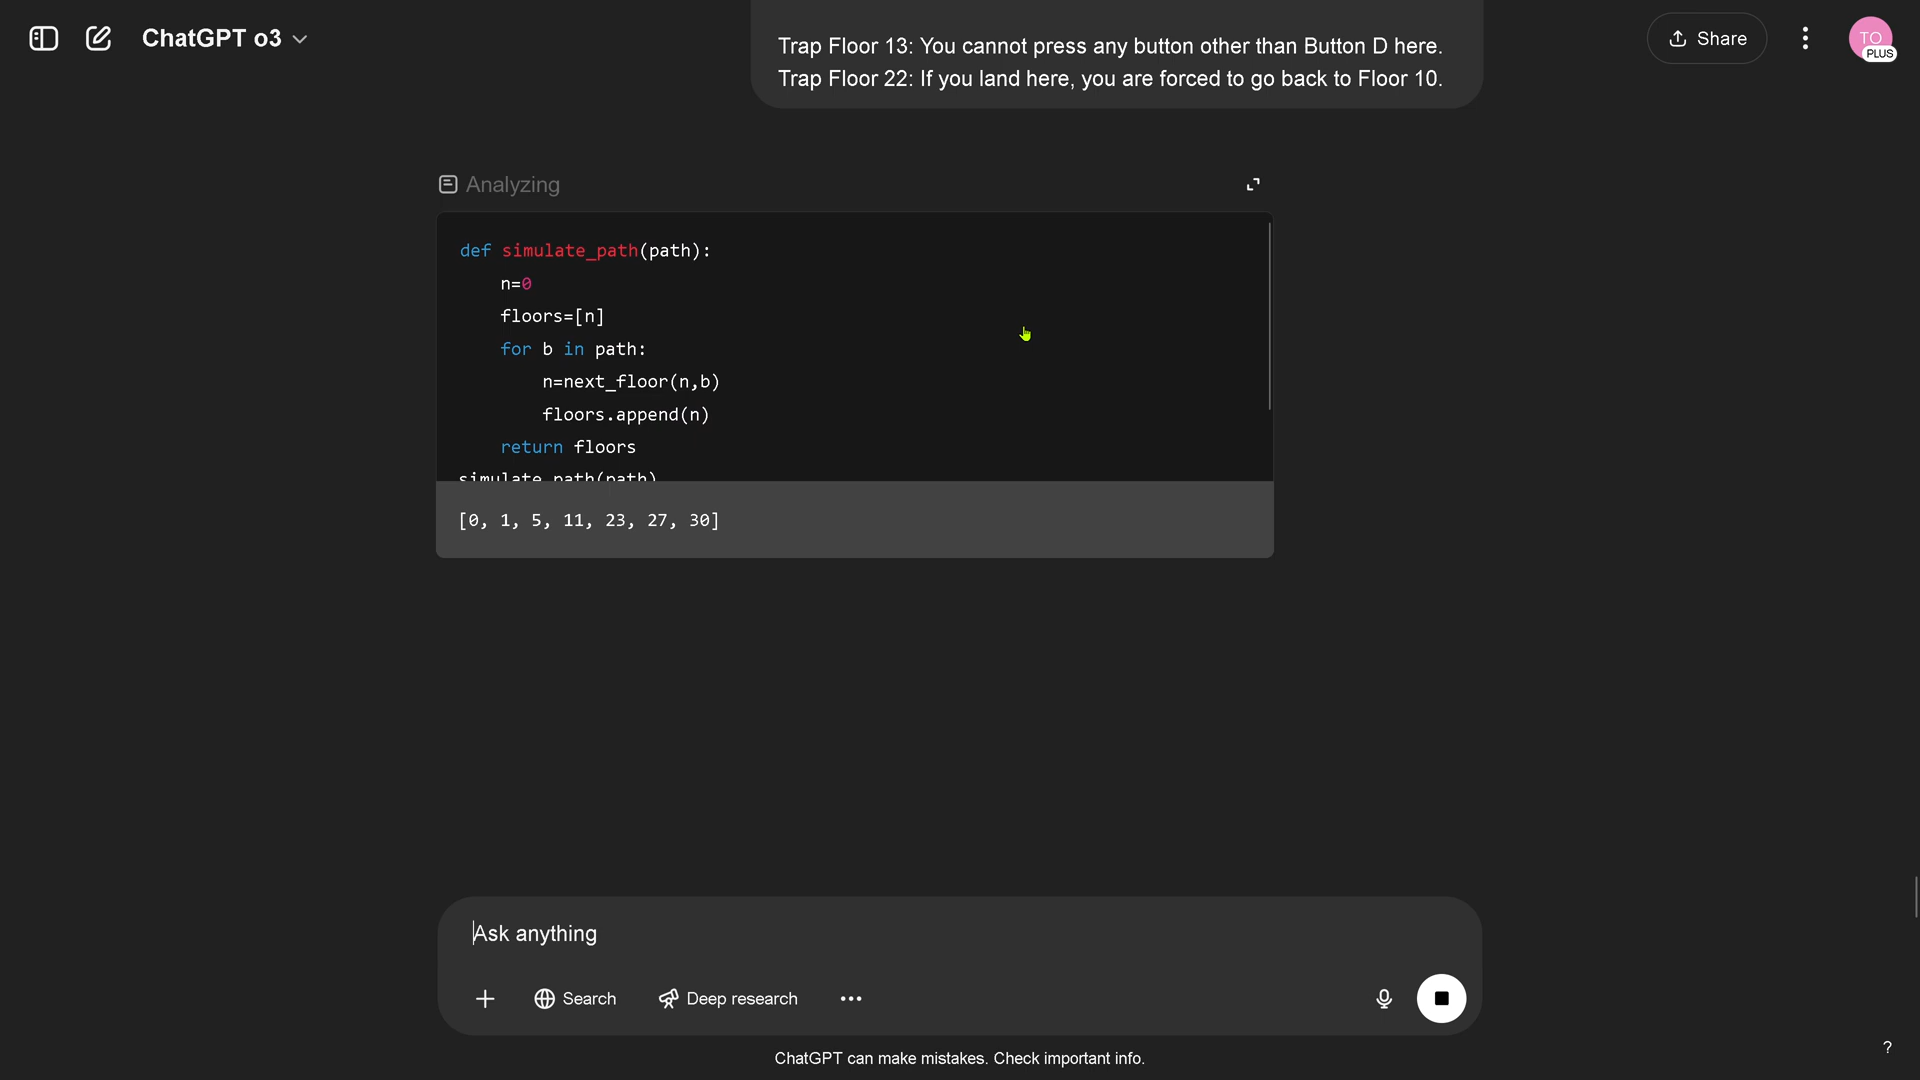 ChatGPT o3
Share
TO
PLUS
Trap Floor 13: You cannot press any button other than Button D here.
Trap Floor 22: If you land here, you are forced to go back to Floor 10.
Analyzing
def simulate_path(path):
n=0
floors=[n]
for b in path:
n=next_floor(n,b)
floors.append(n)
return floors
simulate_path(path)
[0, 1, 5, 11, 23, 27, 30]
Ask anything
Search
Deep research
ChatGPT can make mistakes. Check important info.
?